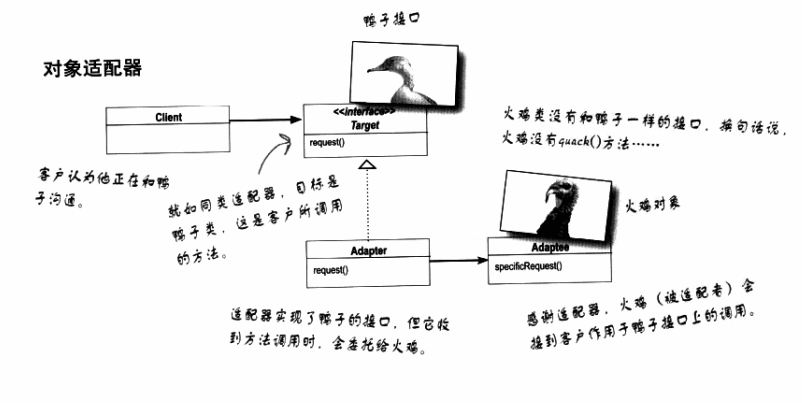 鸭子接口
对象适配器
Client
<<interface>>
Target
request()
火鸡类没有和鸭子一样的接口，换句话说，
火鸡没有quack()方法……
客户认为他正在和鸭
子沟通。
就如同类适配器，目标是
鸭子类，这是客户所调用
的方法。
火鸡对象
Adapter
request()
Adaptee
specificRequest()
适配器实现了鸭子的接口，但它收
到方法调用时，会委托给火鸡。
感谢适配器，火鸡（被适配者）会
接到客户作用于鸭子接口上的调用。